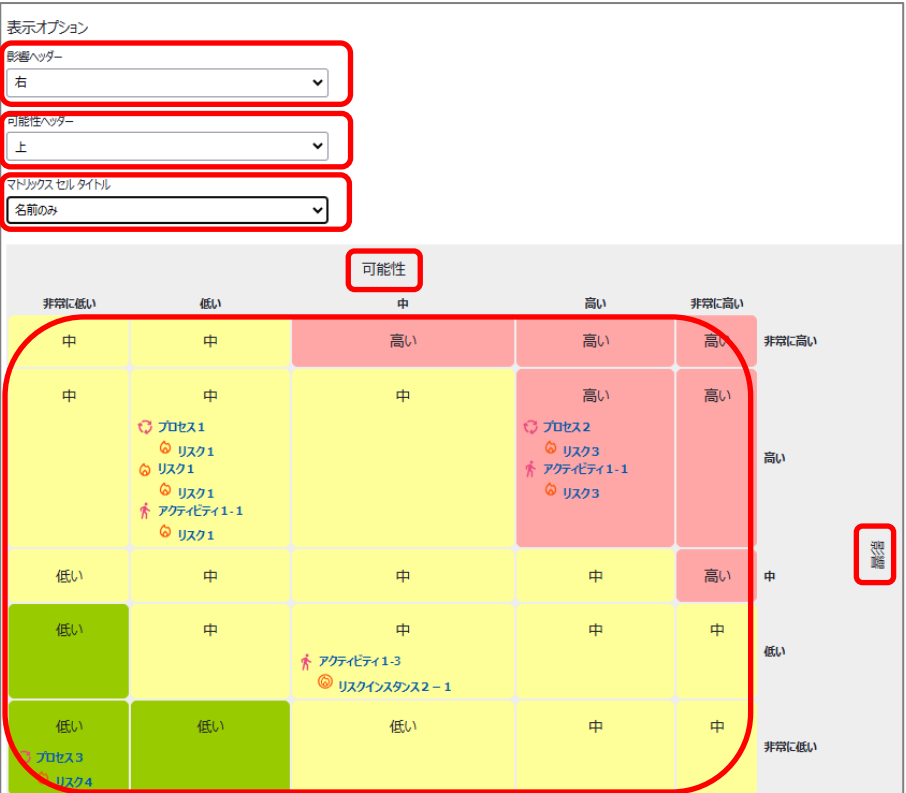 表示オプション
影響ヘッダー
右
可能性ヘッダー
上
マトリックス セル タイトル
名前のみ
可能性
非常に低い 低い 中 高い 非常に高い
中 中 高い 高い 高い 非常に高い
中 中 中 高い 高い
プロセス1 プロセス2
リスク1 リスク3
リスク1 アクティビティ1-1
リスク1 リスク3
アクティビティ1-1
リスク1
高い
影響
低い 中 中 中 高い 中
低い 中 中 中 中
アクティビティ1-3
リスクインスタンス2-1
低い
低い 低い 低い 中 中
プロセス3
リスク4
非常に低い